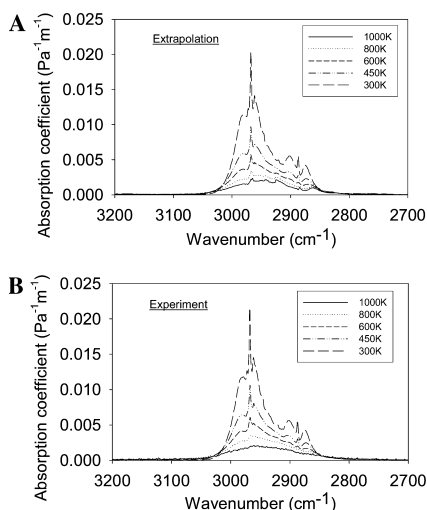 A
Extrapolation
1000K
800K
600K
450K
300K
Absorption coefficient (Pa⁻¹m⁻¹)
0.025
0.020
0.015
0.010
0.005
0.000
3200 3100 3000 2900 2800 2700
Wavenumber (cm⁻¹)
B
Experiment
1000K
800K
600K
450K
300K
Absorption coefficient (Pa⁻¹m⁻¹)
0.025
0.020
0.015
0.010
0.005
0.000
3200 3100 3000 2900 2800 2700
Wavenumber (cm⁻¹)